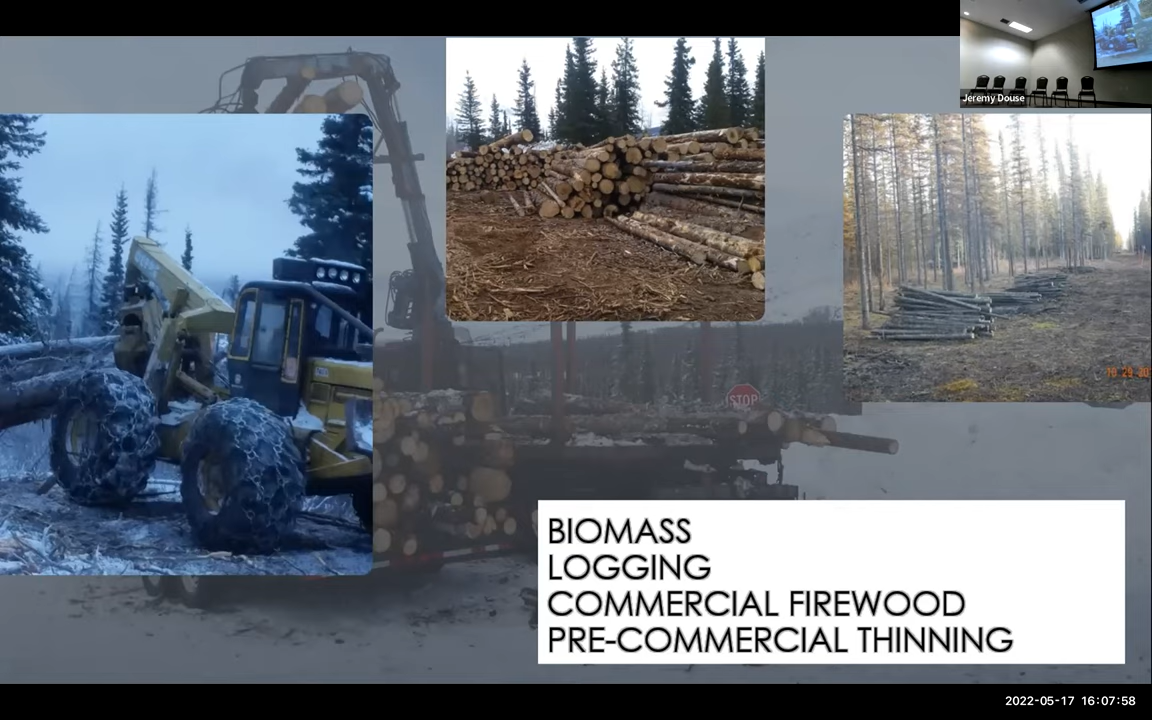 Jeremy Douse
STOP
BIOMASS
LOGGING
COMMERCIAL FIREWOOD
PRE-COMMERCIAL THINNING
2022-05-17 16:07:58